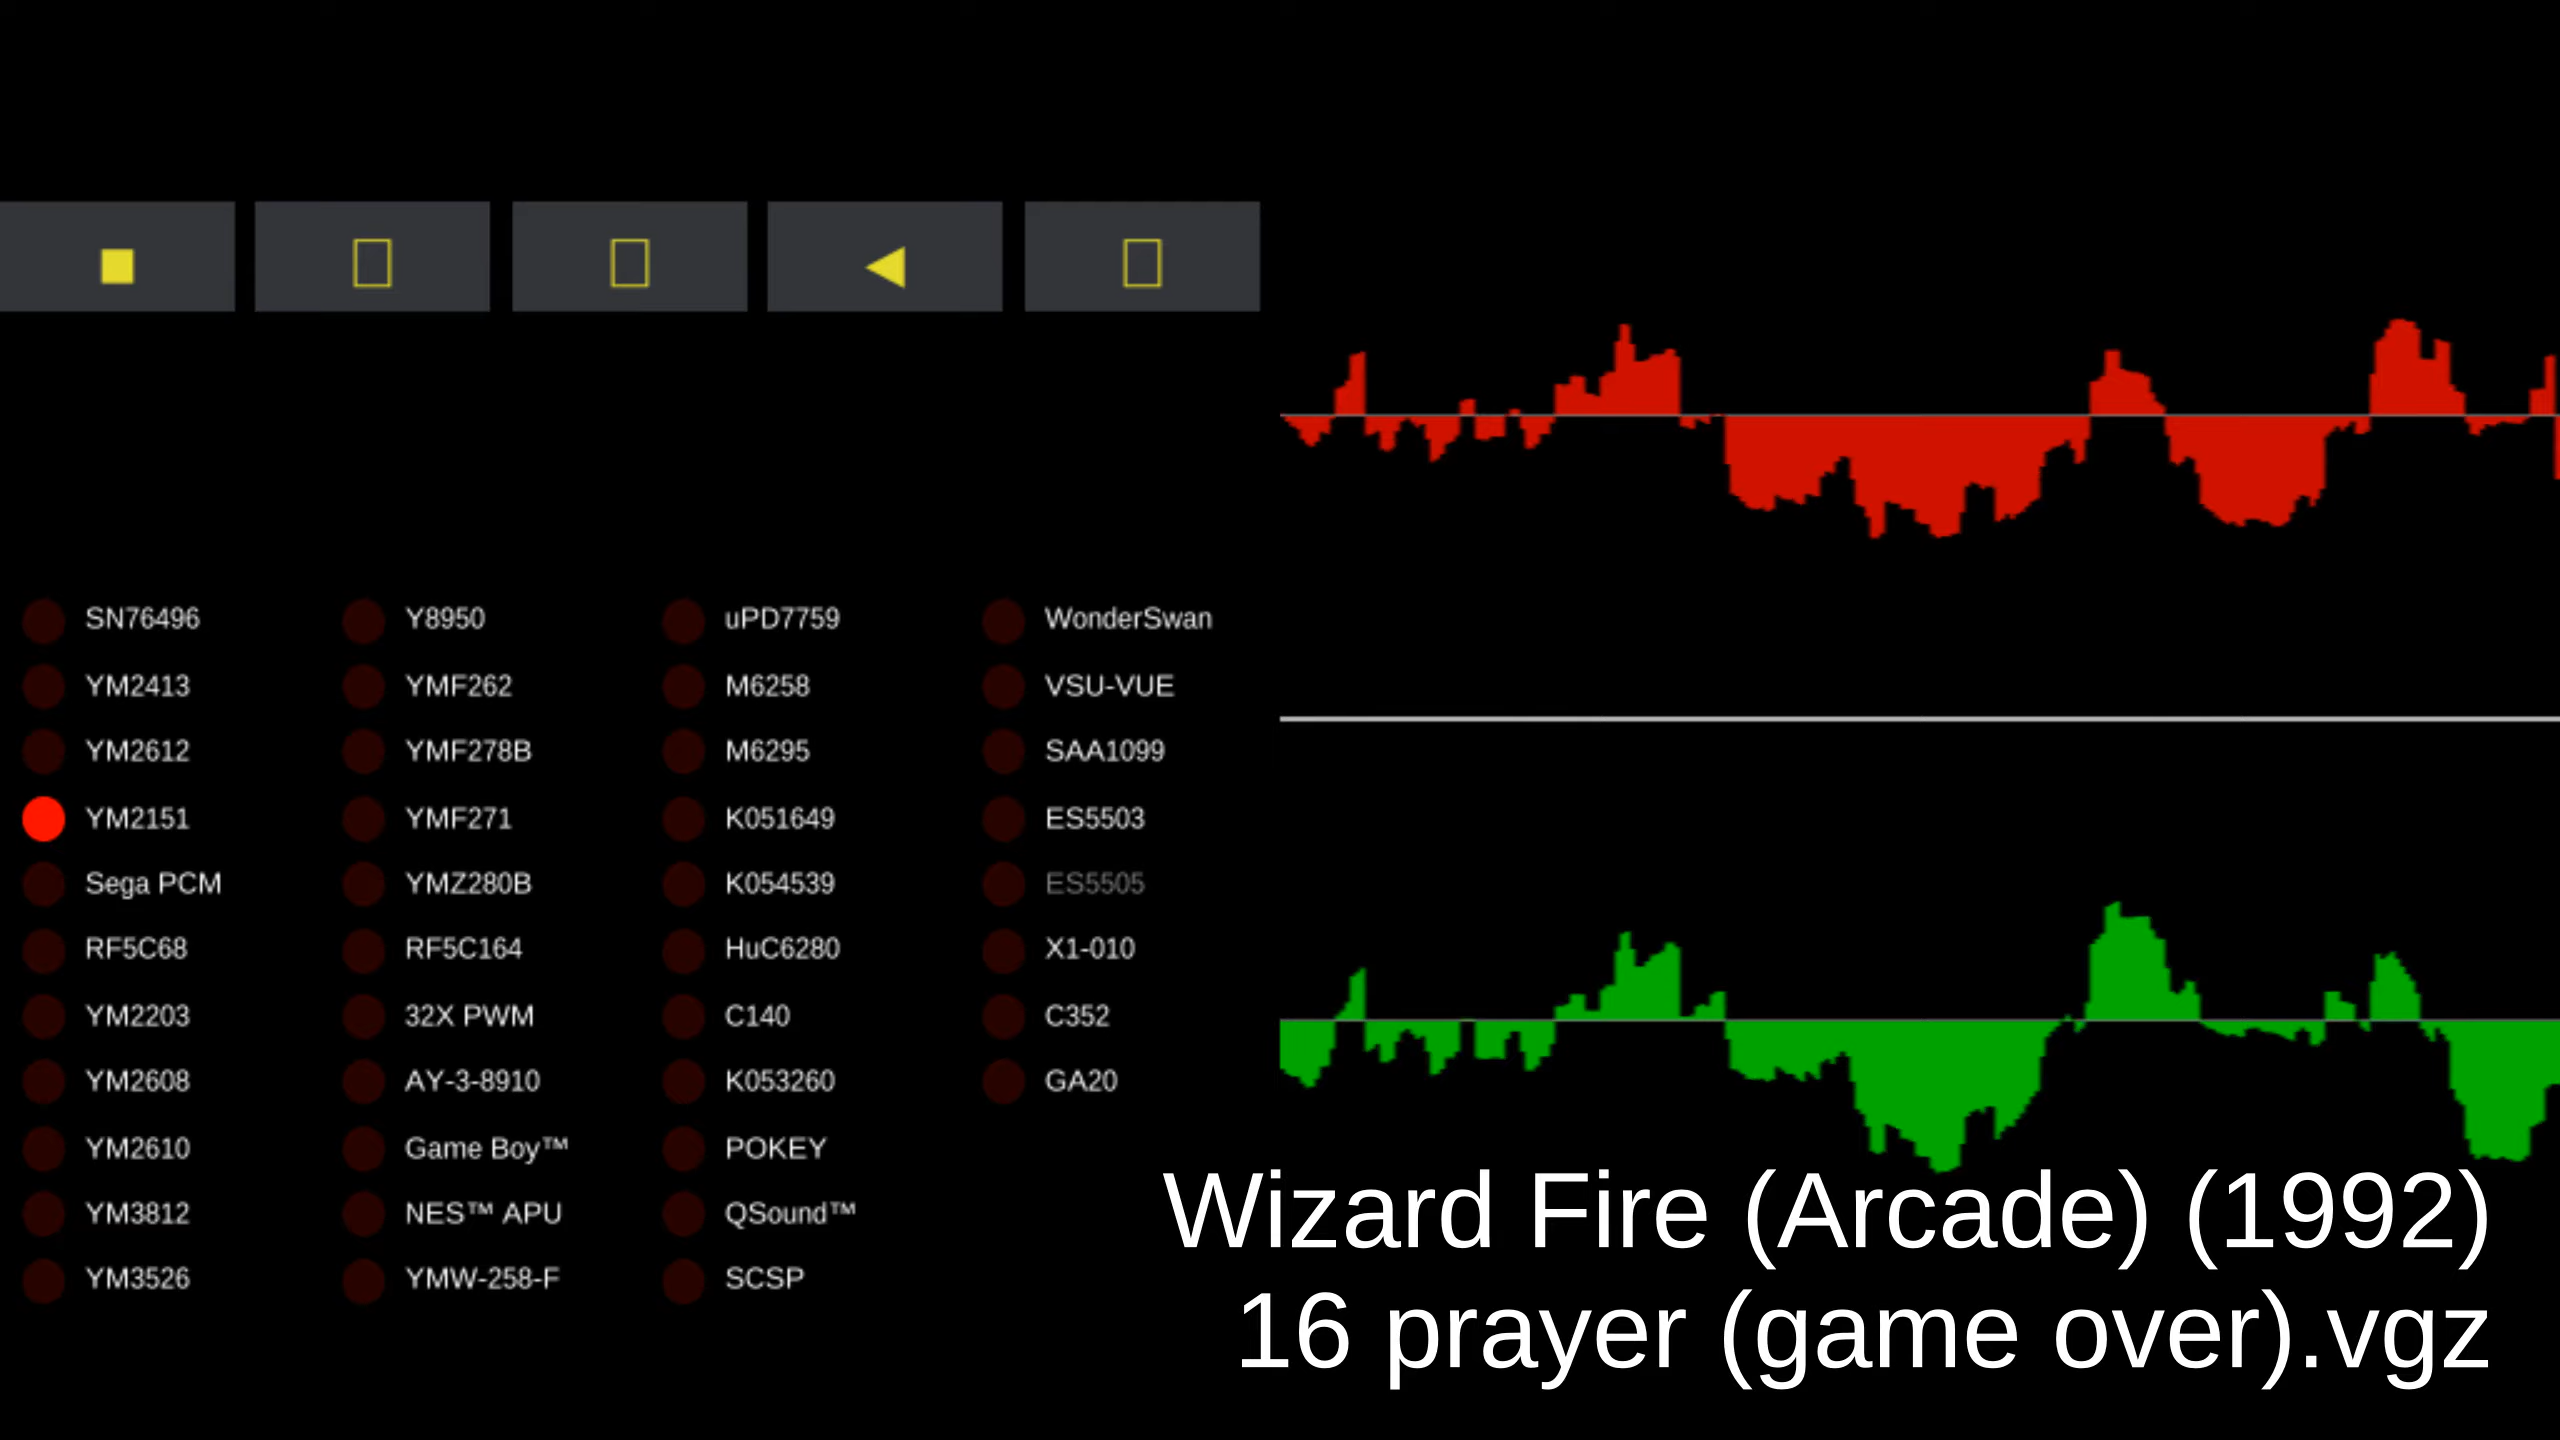 SN76496
YM2413
YM2612
YM2151
Sega PCM
RF5C68
YM2203
YM2608
YM2610
YM3812
YM3526
Y8950
YMF262
YMF278B
YMF271
YMZ280B
RF5C164
32X PWM
AY-3-8910
Game Boy™
NES™ APU
YMW-258-F
uPD7759
M6258
M6295
K051649
K054539
HuC6280
C140
K053260
POKEY
QSound™
SCSP
WonderSwan
VSU-VUE
SAA1099
ES5503
ES5505
X1-010
C352
GA20
Wizard Fire (Arcade) (1992)
16 prayer (game over).vgz